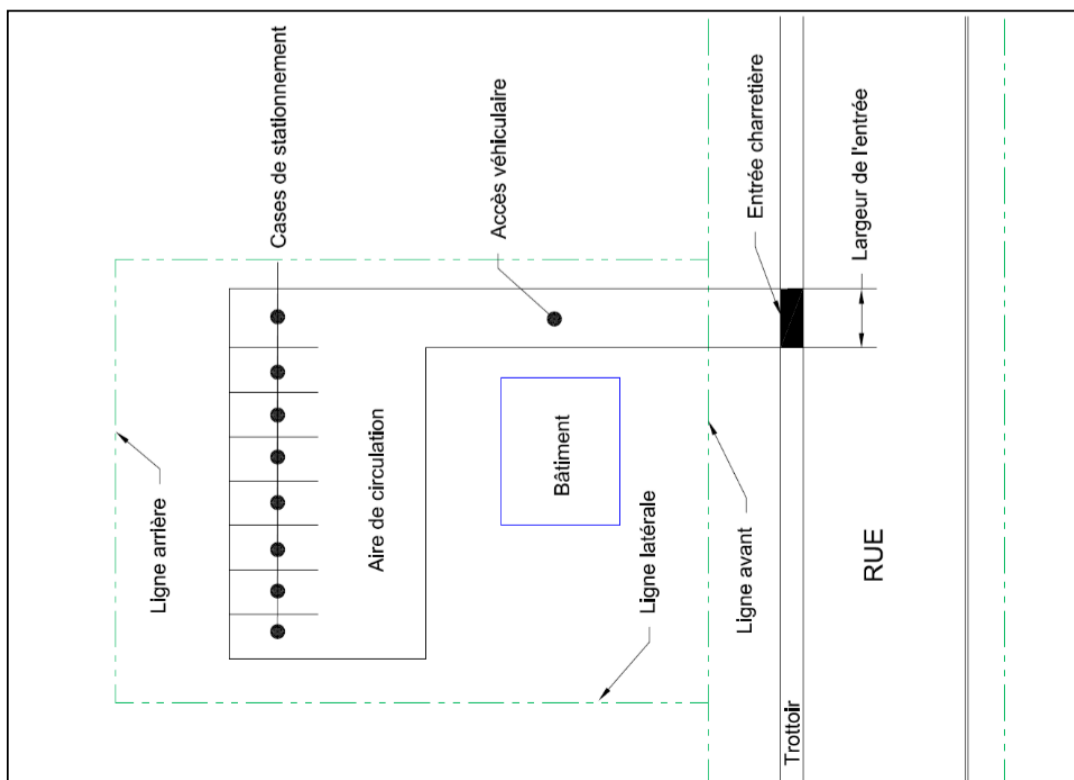 Cases de stationnement
Accès véhiculaire
Entrée charretière
Largeur de l'entrée
Ligne arrière
Aire de circulation
Bâtiment
Ligne latérale
Ligne avant
RUE
Trottoir